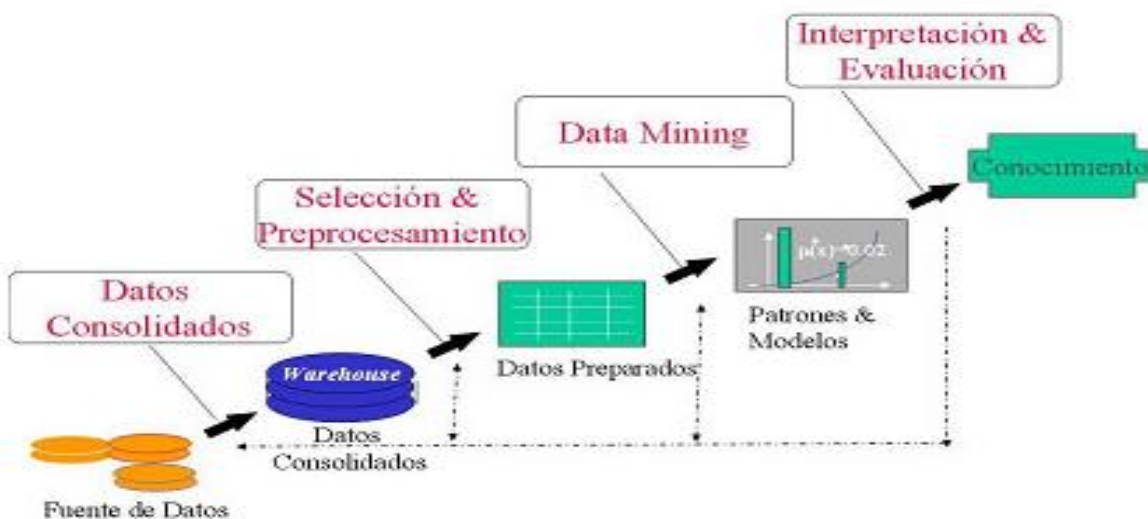 Interpretación &
Evaluación
Data Mining
Conocimiento
Selección &
Preprocesamiento
Datos
Consolidados
Patrones &
Modelos
Datos Preparados
Warehouse
Datos
Consolidados
Fuente de Datos